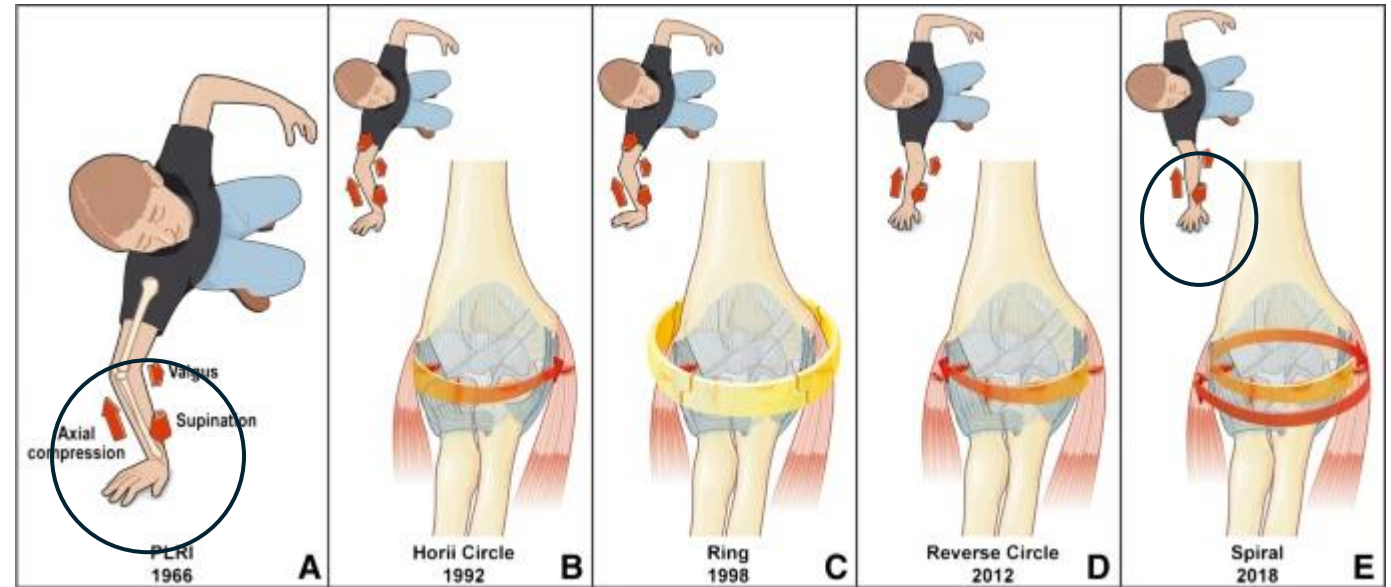 Valgus
Supination
Axial
compression
PLRI
1966
A
Horii Circle
1992
B
Ring
1998
C
Reverse Circle
2012
D
Spiral
2018
E